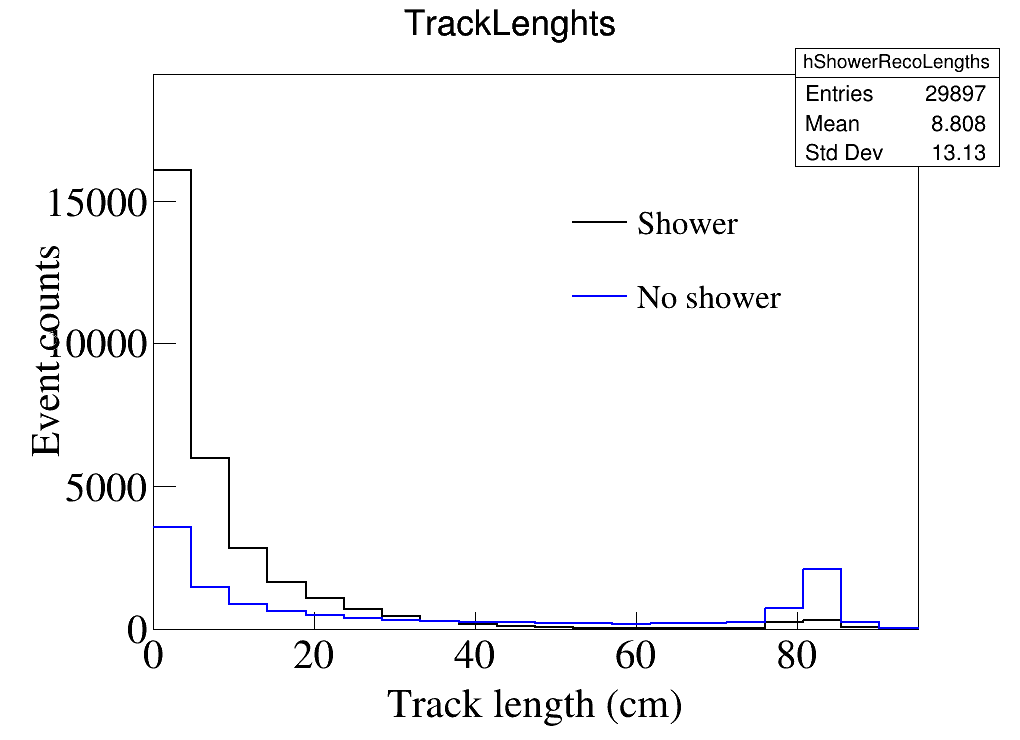 TrackLenghts
hShowerRecoLengths
Entries 29897
Mean 8.808
Std Dev 13.13
Shower
No shower
Event counts
15000
10000
5000
0
0 20 40 60 80
Track length (cm)